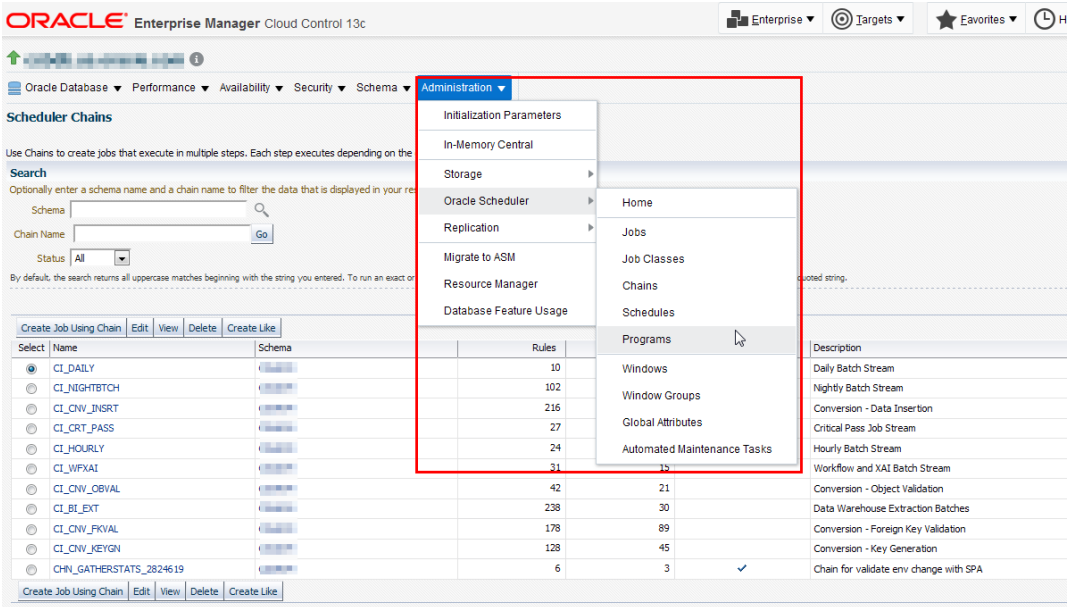 ORACLE Enterprise Manager Cloud Control 13c
Enterprise Targets Favorites H
Oracle Database Performance Availability Security Schema Administration
Scheduler Chains
Use Chains to create jobs that execute in multiple steps. Each step executes depending on the
Search
Optionally enter a schema name and a chain name to filter the data that is displayed in your res
Schema
Chain Name Go
Status All
By default, the search returns all uppercase matches beginning with the string you entered. To run an exact or
quoted string.
Initialization Parameters
In-Memory Central
Storage
Oracle Scheduler
Replication
Migrate to ASM
Resource Manager
Database Feature Usage
Home
Jobs
Job Classes
Chains
Schedules
Programs
Windows
Window Groups
Global Attributes
Automated Maintenance Tasks
Create Job Using Chain Edit View Delete Create Like
Select Name Schema Rules Description
CI_DAILY 10 Daily Batch Stream
CI_NIGHTBTCH 102 Nightly Batch Stream
CI_CNV_INSRT 216 Conversion - Data Insertion
CI_CRT_PASS 27 Critical Pass Job Stream
CI_HOURLY 24 Hourly Batch Stream
CI_WFXAI 31 15 Workflow and XAI Batch Stream
CI_CNV_OBVAL 42 21 Conversion - Object Validation
CI_BI_EXT 238 30 Data Warehouse Extraction Batches
CI_CNV_FKVAL 178 89 Conversion - Foreign Key Validation
CI_CNV_KEYGN 128 45 Conversion - Key Generation
CHN_GATHERSTATS_2824619 6 3 Chain for validate env change with SPA
Create Job Using Chain Edit View Delete Create Like